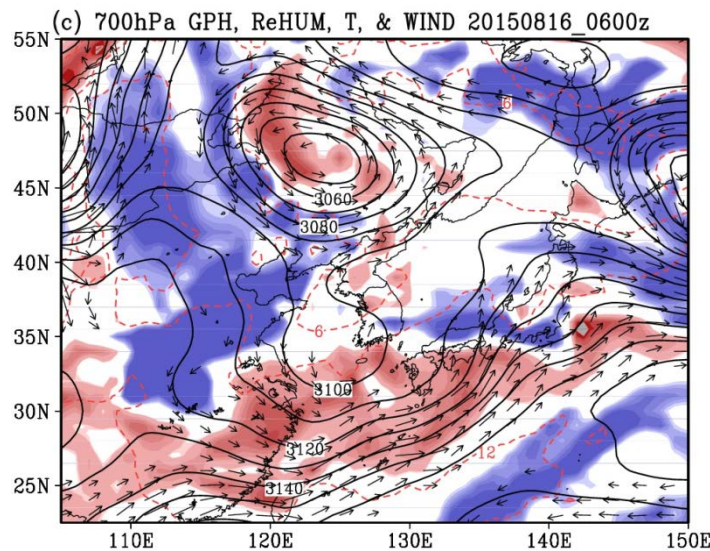 (c) 700hPa GPH, ReHUM, T, & WIND 20150816_0600z
55N
50N
6
45N
3060
3080
40N
6
35N
3100
30N
3120
12
25N
3140
110E 120E 130E 140E 150E